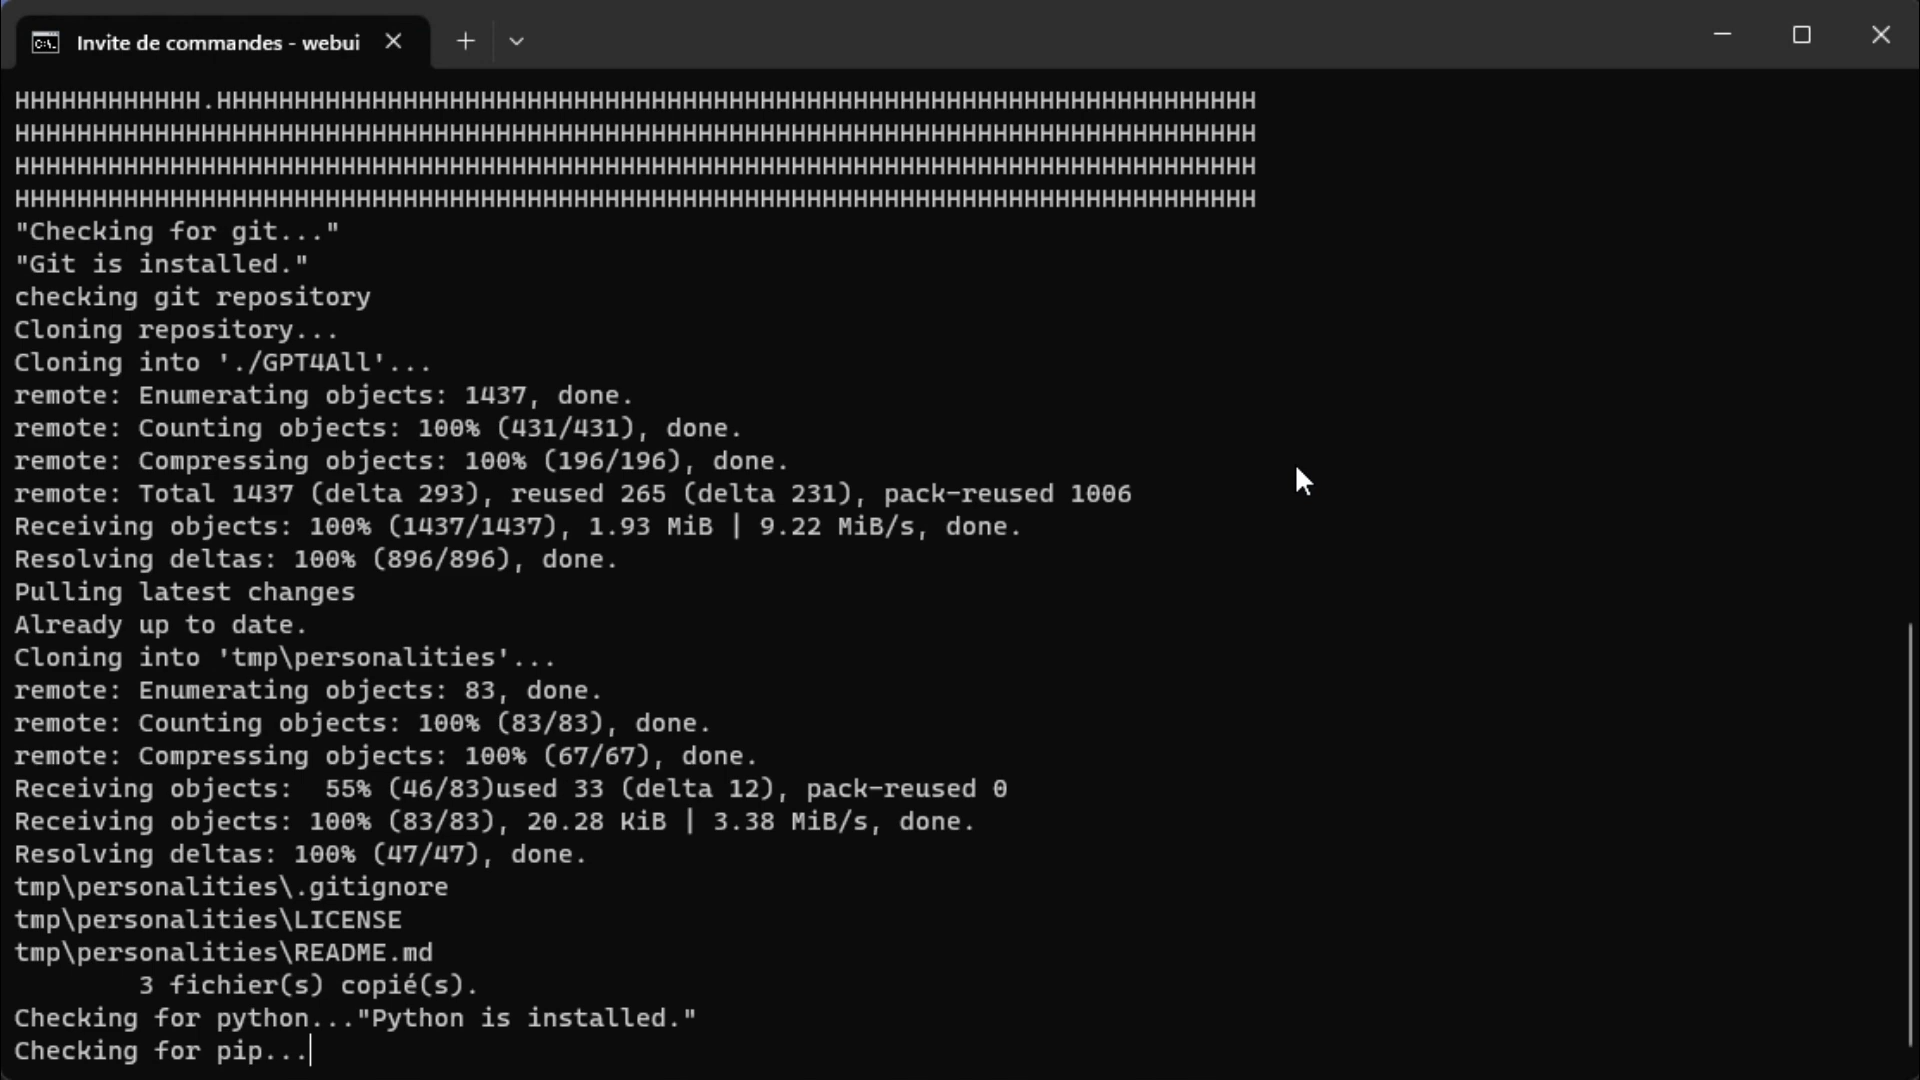 Invite de commandes - webui
HHHHHHHHHHHH.HHHHHHHHHHHHHHHHHHHHHHHHHHHHHHHHHHHHHHHHHHHHHHHHHHHHHHHHHHHHHHHHHHH
HHHHHHHHHHHHHHHHHHHHHHHHHHHHHHHHHHHHHHHHHHHHHHHHHHHHHHHHHHHHHHHHHHHHHHHHHHHHHHHH
HHHHHHHHHHHHHHHHHHHHHHHHHHHHHHHHHHHHHHHHHHHHHHHHHHHHHHHHHHHHHHHHHHHHHHHHHHHHHHHH
HHHHHHHHHHHHHHHHHHHHHHHHHHHHHHHHHHHHHHHHHHHHHHHHHHHHHHHHHHHHHHHHHHHHHHHHHHHHHHHH
"Checking for git..."
"Git is installed."
checking git repository
Cloning repository...
Cloning into './GPT4All'...
remote: Enumerating objects: 1437, done.
remote: Counting objects: 100% (431/431), done.
remote: Compressing objects: 100% (196/196), done.
remote: Total 1437 (delta 293), reused 265 (delta 231), pack-reused 1006
Receiving objects: 100% (1437/1437), 1.93 MiB | 9.22 MiB/s, done.
Resolving deltas: 100% (896/896), done.
Pulling latest changes
Already up to date.
Cloning into 'tmp\personalities'...
remote: Enumerating objects: 83, done.
remote: Counting objects: 100% (83/83), done.
remote: Compressing objects: 100% (67/67), done.
Receiving objects:  55% (46/83)used 33 (delta 12), pack-reused 0
Receiving objects: 100% (83/83), 20.28 KiB | 3.38 MiB/s, done.
Resolving deltas: 100% (47/47), done.
tmp\personalities\.gitignore
tmp\personalities\LICENSE
tmp\personalities\README.md
3 fichier(s) copié(s).
Checking for python..."Python is installed."
Checking for pip...